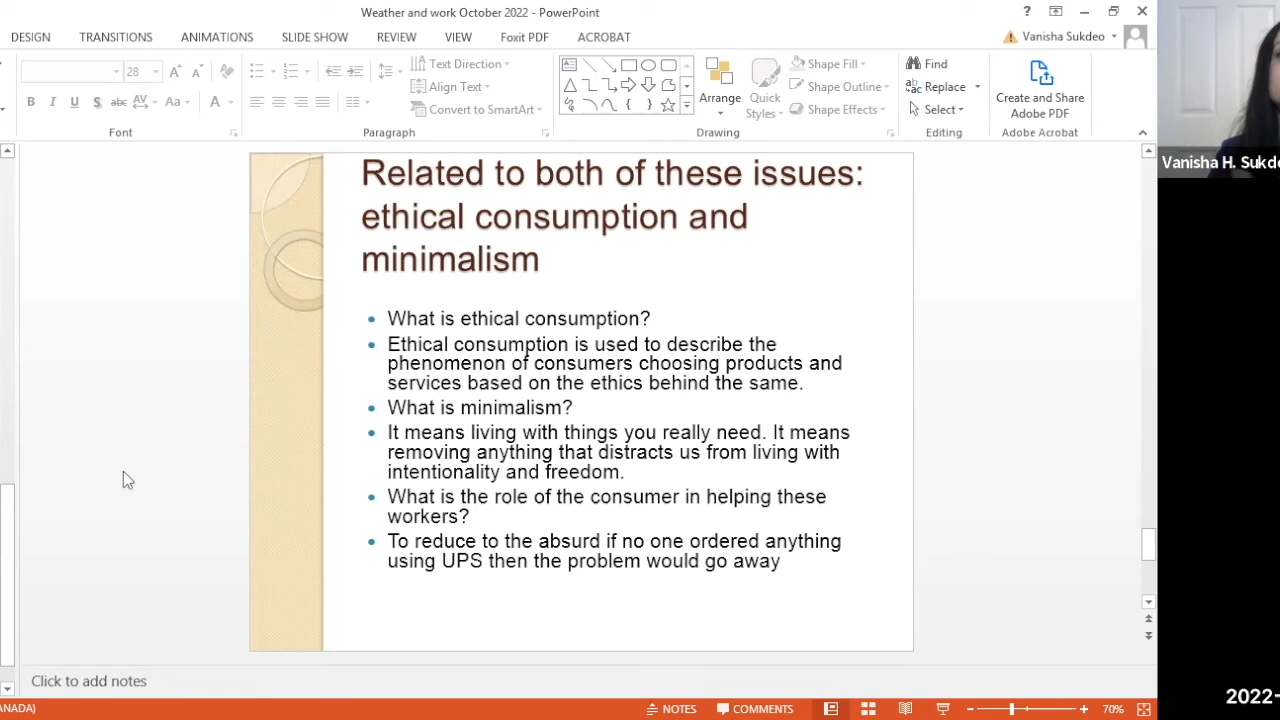 Weather and work October 2022 - PowerPoint
?
DESIGN TRANSITIONS ANIMATIONS SLIDE SHOW REVIEW VIEW Foxit PDF ACROBAT
Vanisha Sukdeo
28 A A
Text Direction
Shape Fill
Find
B I U S abc AV Aa A
Align Text
Arrange
Quick
Styles
Shape Outline
Replace
Create and Share
Adobe PDF
Convert to SmartArt
Shape Effects
Select
Font Paragraph Drawing Editing Adobe Acrobat
Vanisha H. Sukde
Related to both of these issues:
ethical consumption and
minimalism
• What is ethical consumption?
• Ethical consumption is used to describe the
phenomenon of consumers choosing products and
services based on the ethics behind the same.
• What is minimalism?
• It means living with things you really need. It means
removing anything that distracts us from living with
intentionality and freedom.
• What is the role of the consumer in helping these
workers?
• To reduce to the absurd if no one ordered anything
using UPS then the problem would go away
Click to add notes
2022-
ANADA) NOTES COMMENTS 70%